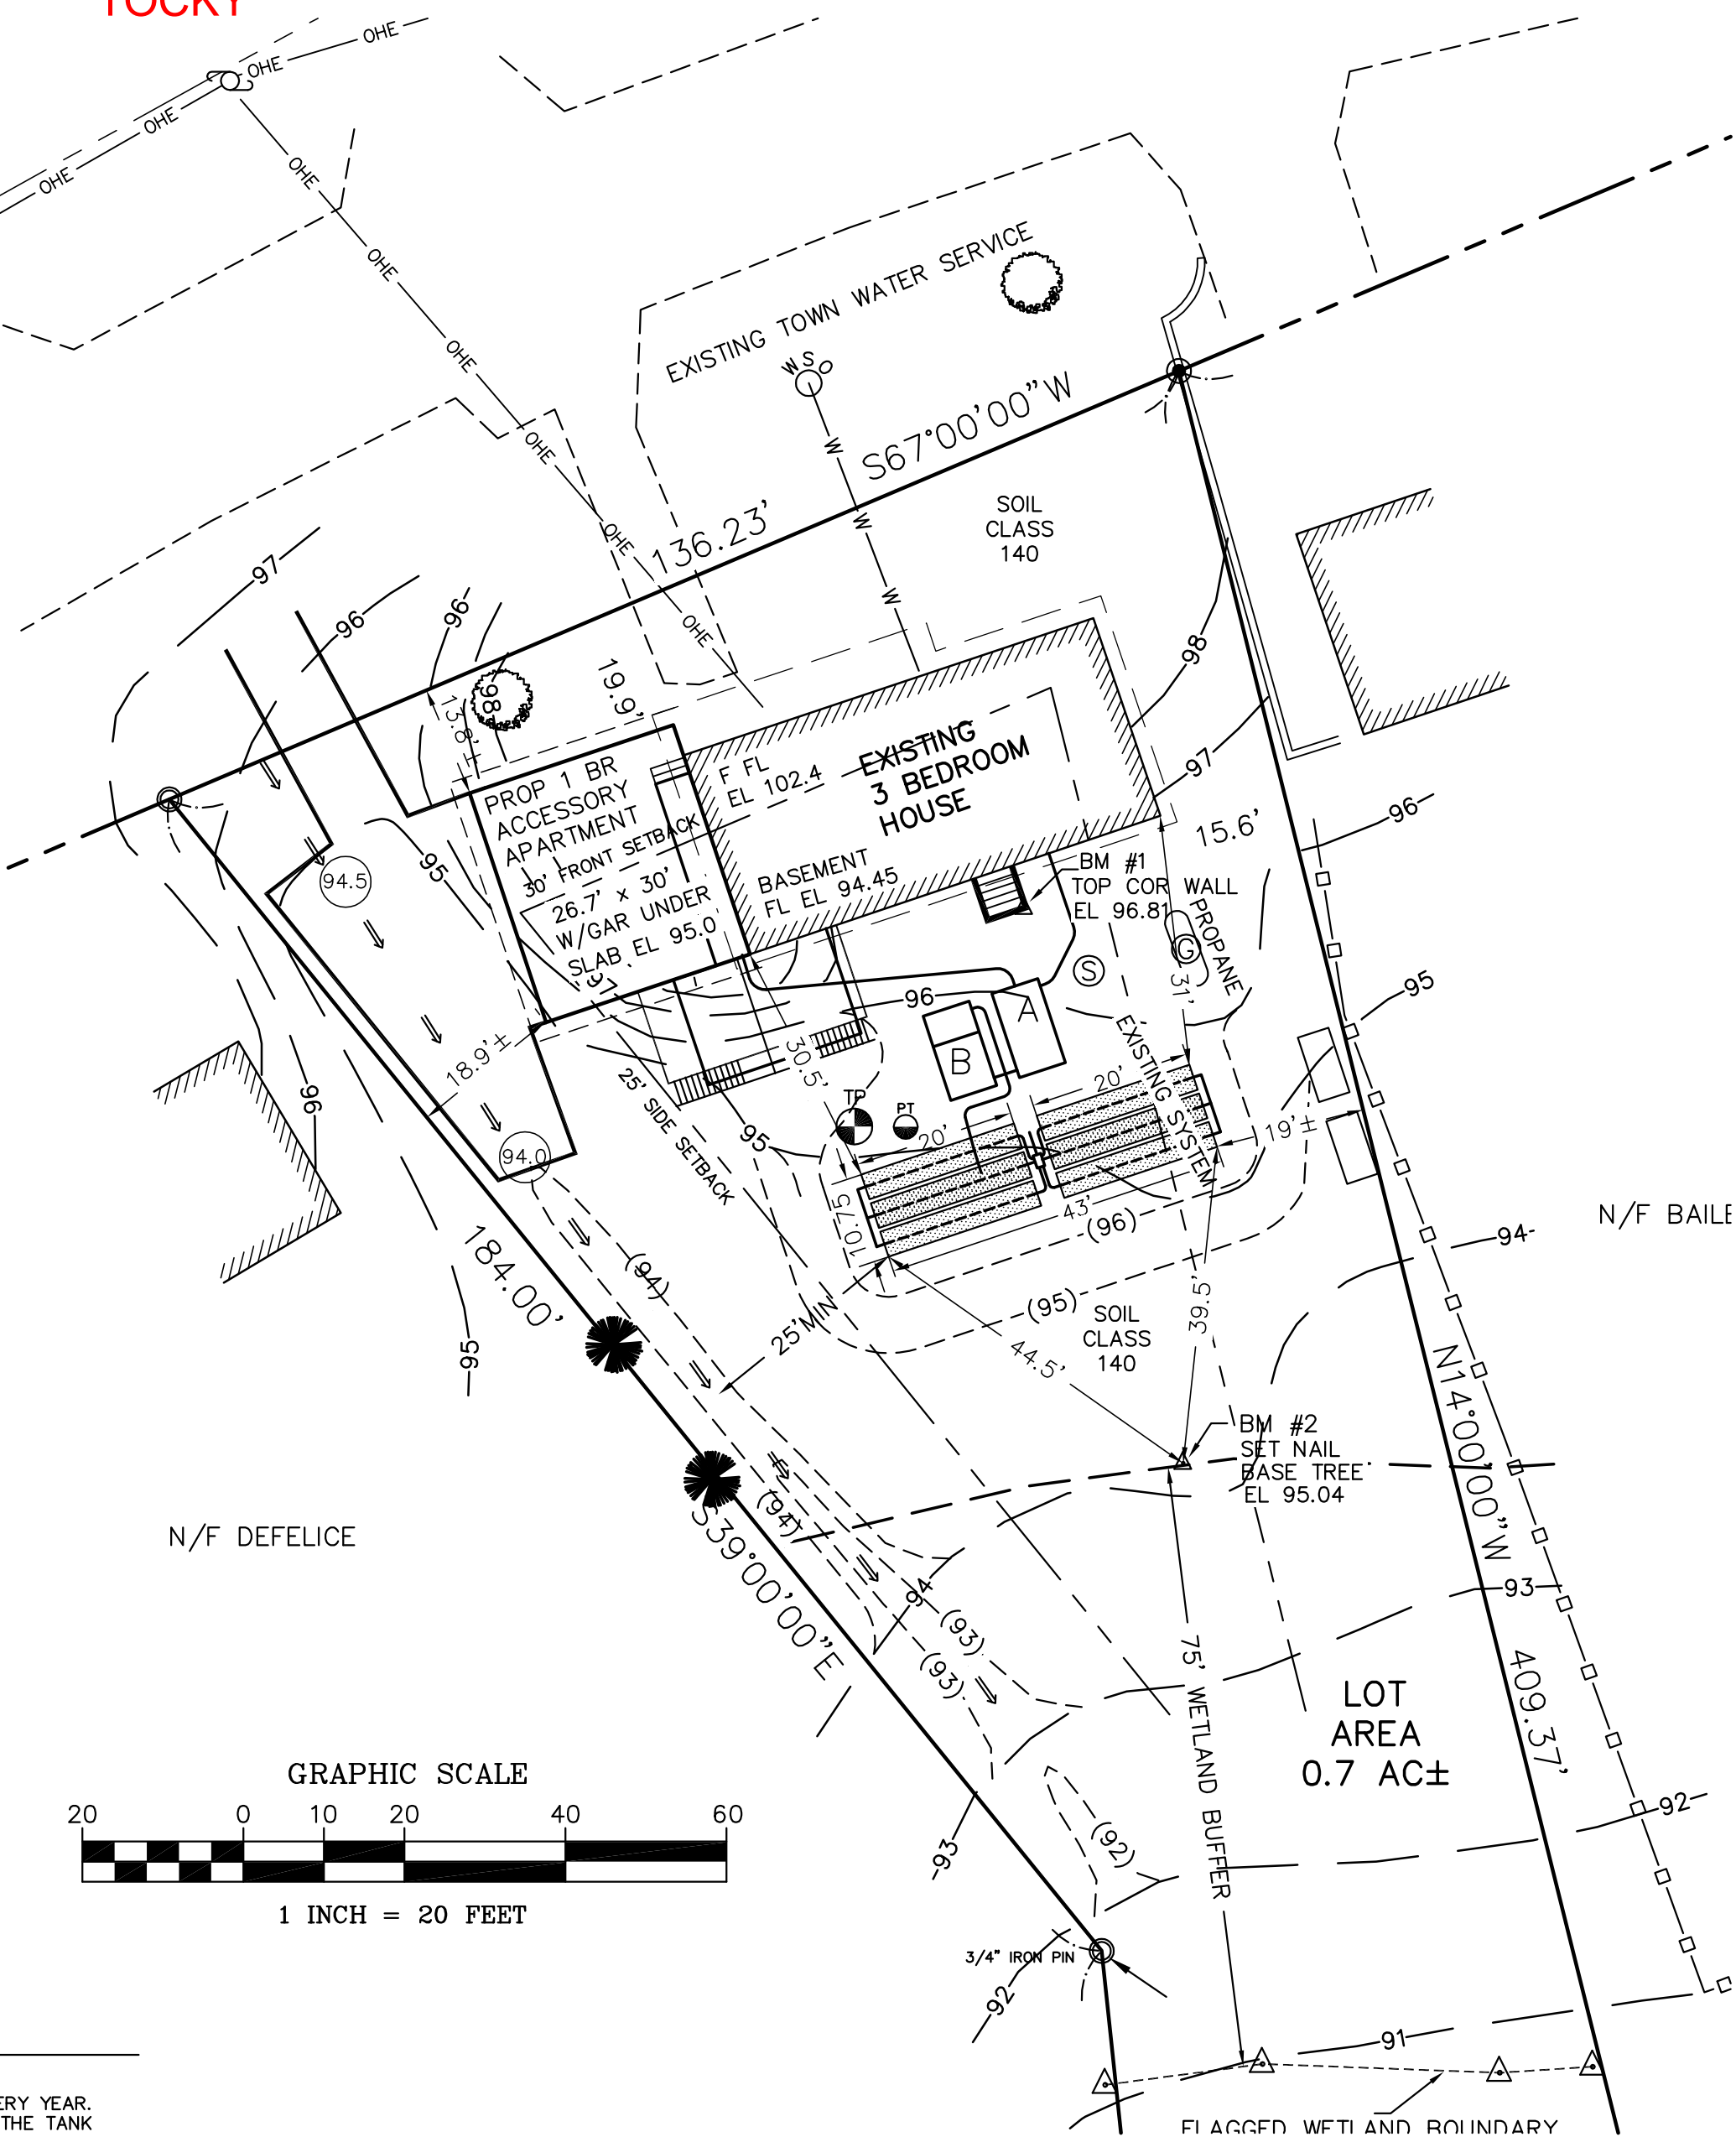 TOCKY
OHE
OHE
OHE
OHE
OHE
OHE
OHE
OHE
OHE
OHE
EXISTING TOWN WATER SERVICE
W S O
W
W
W
S67°00'00"W
136.23'
SOIL
CLASS
140
97
96
96
98
98
19.9'
13.8'±
PROP 1 BR
ACCESSORY
APARTMENT
30' FRONT SETBACK
26.7' x 30'
W/GAR UNDER
SLAB EL 95.0
F FL
EL 102.4
EXISTING
3 BEDROOM
HOUSE
BASEMENT
FL EL 94.45
97
96
15.6'
BM #1
TOP COR WALL
EL 96.81
PROPANE
G
S
31'
95
94.5
95
97
96
A
B
EXISTING SYSTEM
18.9'±
30.5'
25' SIDE SETBACK
TP
PT
20'
20'
19'±
96
94.0
95
10.75
43'
(96)
N/F BAILE
94
184.00'
(94)
(95)
39.5'
25'MIN
SOIL
CLASS
140
44.5'
95
N14°00'00"W
BM #2
SET NAIL
BASE TREE
EL 95.04
(94)
N/F DEFELICE
S39°00'00"E
94
93
(93)
(93)
75' WETLAND BUFFER
409.37'
LOT
AREA
0.7 AC±
GRAPHIC SCALE
20 0 10 20 40 60
1 INCH = 20 FEET
92
93
(92)
3/4" IRON PIN
92
91
ERY YEAR.
THE TANK
FLAGGED WETLAND BOUNDARY